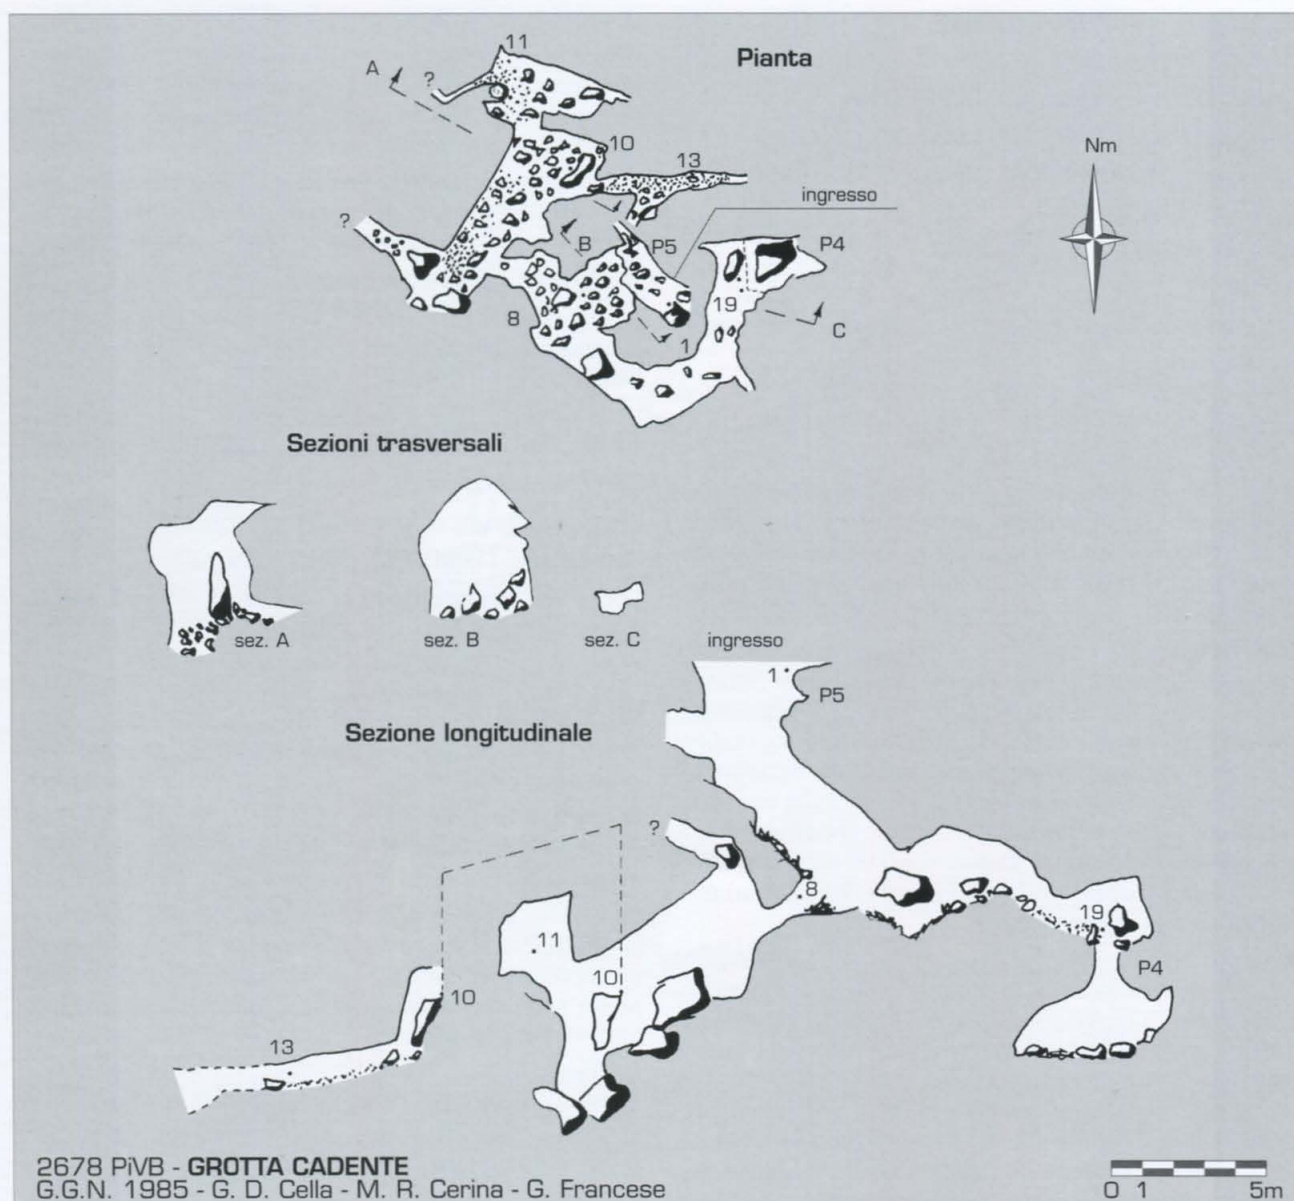 Pianta
11
A
?
10
13
Nm
ingresso
?
B
P5
P4
19
8
1
C
Sezioni trasversali
sez. A
sez. B
sez. C
ingresso
1
P5
Sezione longitudinale
?
8
19
11
10
10
P4
13
2678 PiVB - GROTTA CADENTE
G.G.N. 1985 - G. D. Cella - M. R. Cerina - G. Francese
0 1 5m